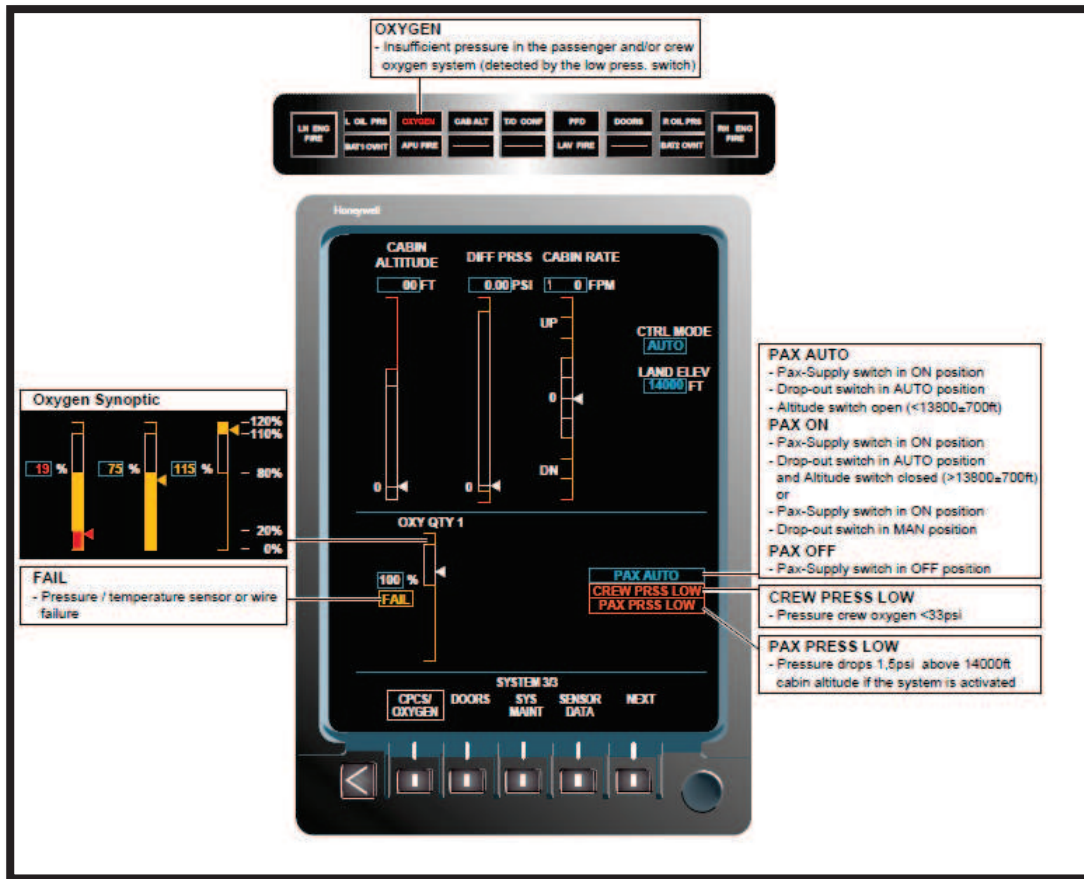 OXYGEN
- Insufficient pressure in the passenger and/or crew
oxygen system (detected by the low press. switch)
LH ENG
FIRE
L OIL PRS
OXYGEN
CAB ALT
T/O CONF
PFD
DOORS
R OIL PRS
RH ENG
FIRE
BAT1 OVHT
APU FIRE
LAV FIRE
BAT2 OVHT
Honeywell
CABIN
ALTITUDE
DIFF PRSS
CABIN RATE
00 FT
0.00 PSI
1 0 FPM
UP
0
DN
0
0
CTRL MODE
AUTO
LAND ELEV
14000 FT
Oxygen Synoptic
19 %
75 %
115 %
120%
110%
80%
20%
0%
FAIL
- Pressure / temperature sensor or wire
failure
OXY QTY 1
100 %
FAIL
PAX AUTO
CREW PRSS LOW
PAX PRSS LOW
PAX AUTO
- Pax-Supply switch in ON position
- Drop-out switch in AUTO position
- Altitude switch open (<13800±700ft)
PAX ON
- Pax-Supply switch in ON position
- Drop-out switch in AUTO position
and Altitude switch closed (>13800±700ft)
or
- Pax-Supply switch in ON position
- Drop-out switch in MAN position
PAX OFF
- Pax-Supply switch in OFF position
CREW PRESS LOW
- Pressure crew oxygen <33psi
PAX PRESS LOW
- Pressure drops 1,5psi above 14000ft
cabin altitude if the system is activated
SYSTEM 3/3
CPCS/
OXYGEN
DOORS
SYS
MAINT
SENSOR
DATA
NEXT